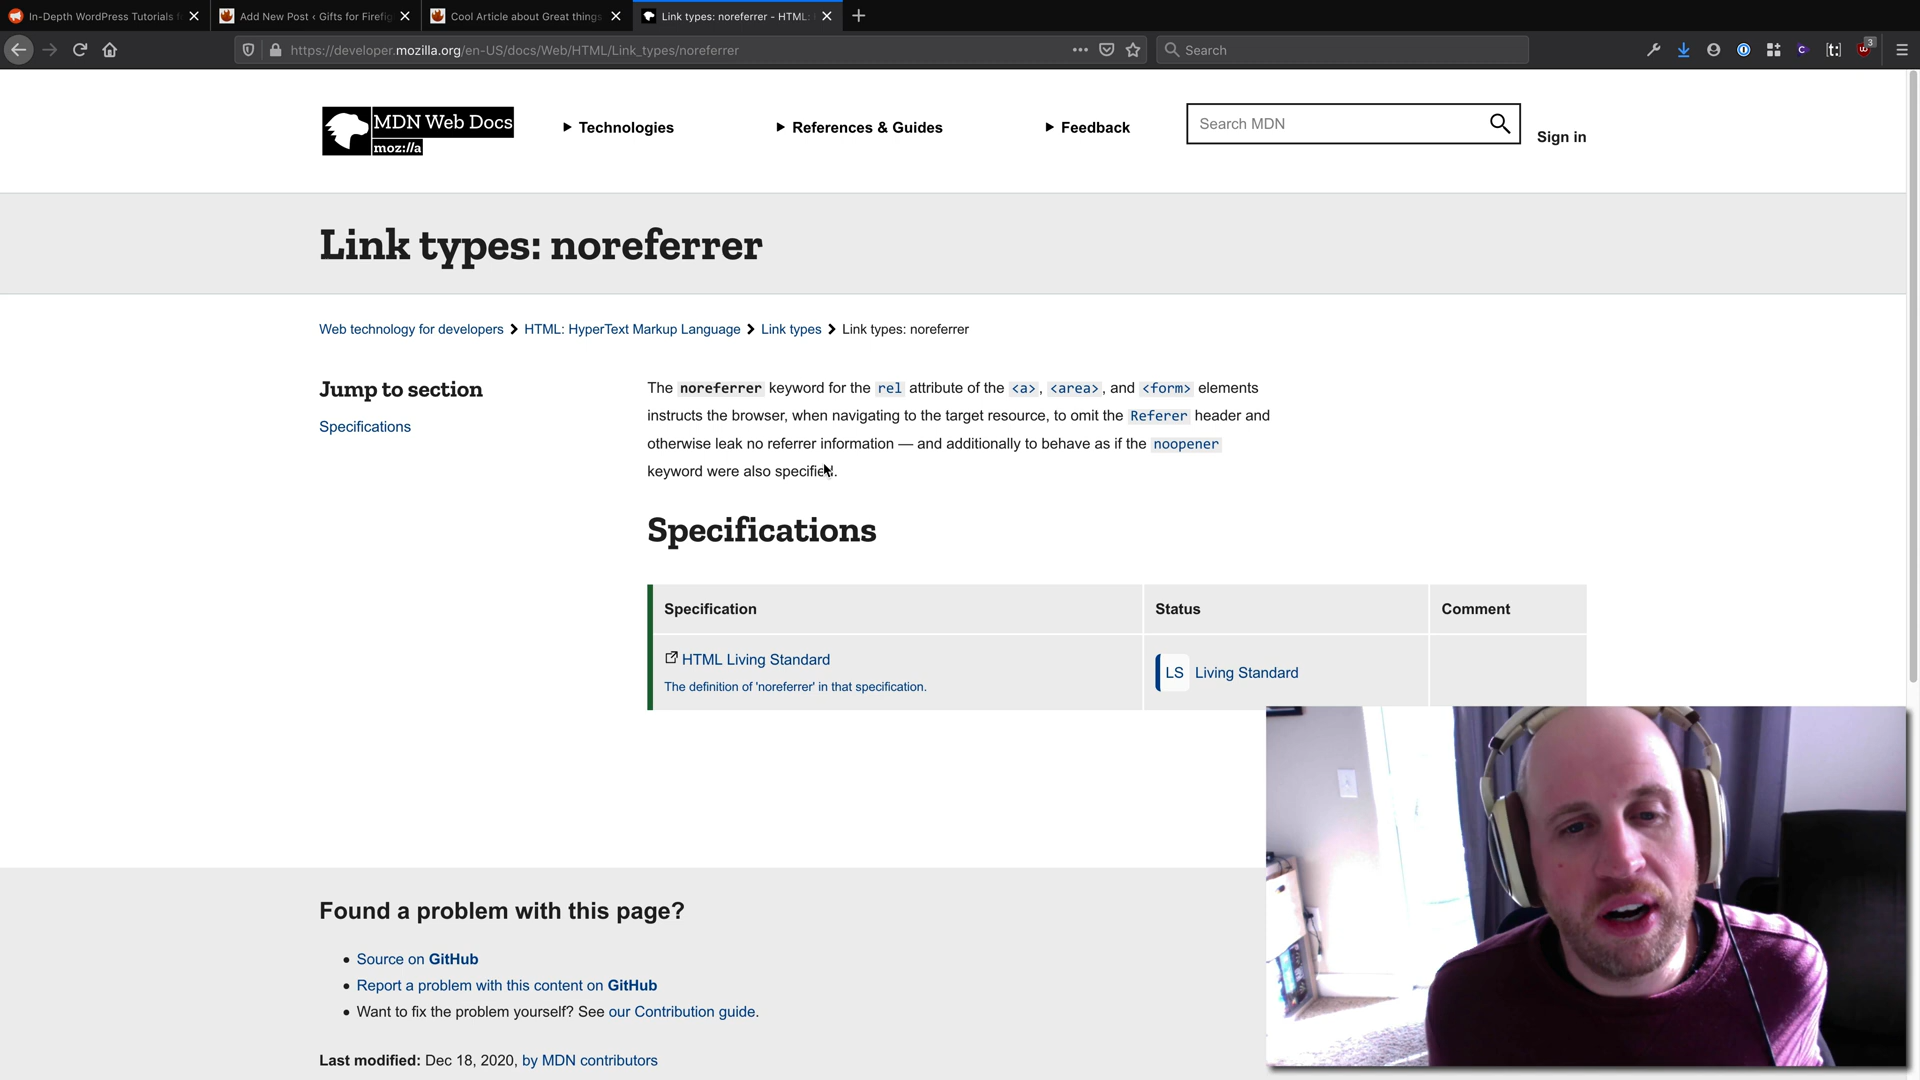 In-Depth WordPress Tutorials f
Add New Post ‹ Gifts for Firefig
Cool Article about Great things
Link types: noreferrer - HTML:
https://developer.mozilla.org/en-US/docs/Web/HTML/Link_types/noreferrer
Search
3
MDN Web Docs
moz://a
Technologies
References & Guides
Feedback
Search MDN
Sign in
Link types: noreferrer
Web technology for developers
HTML: HyperText Markup Language
Link types
Link types: noreferrer
Jump to section
Specifications
The noreferrer keyword for the rel attribute of the <a>, <area>, and <form> elements
instructs the browser, when navigating to the target resource, to omit the Referer header and
otherwise leak no referrer information — and additionally to behave as if the noopener
keyword were also specified.
Specifications
Specification Status Comment
HTML Living Standard
The definition of 'noreferrer' in that specification.
LS Living Standard
Found a problem with this page?
Source on GitHub
Report a problem with this content on GitHub
Want to fix the problem yourself? See our Contribution guide.
Last modified: Dec 18, 2020, by MDN contributors